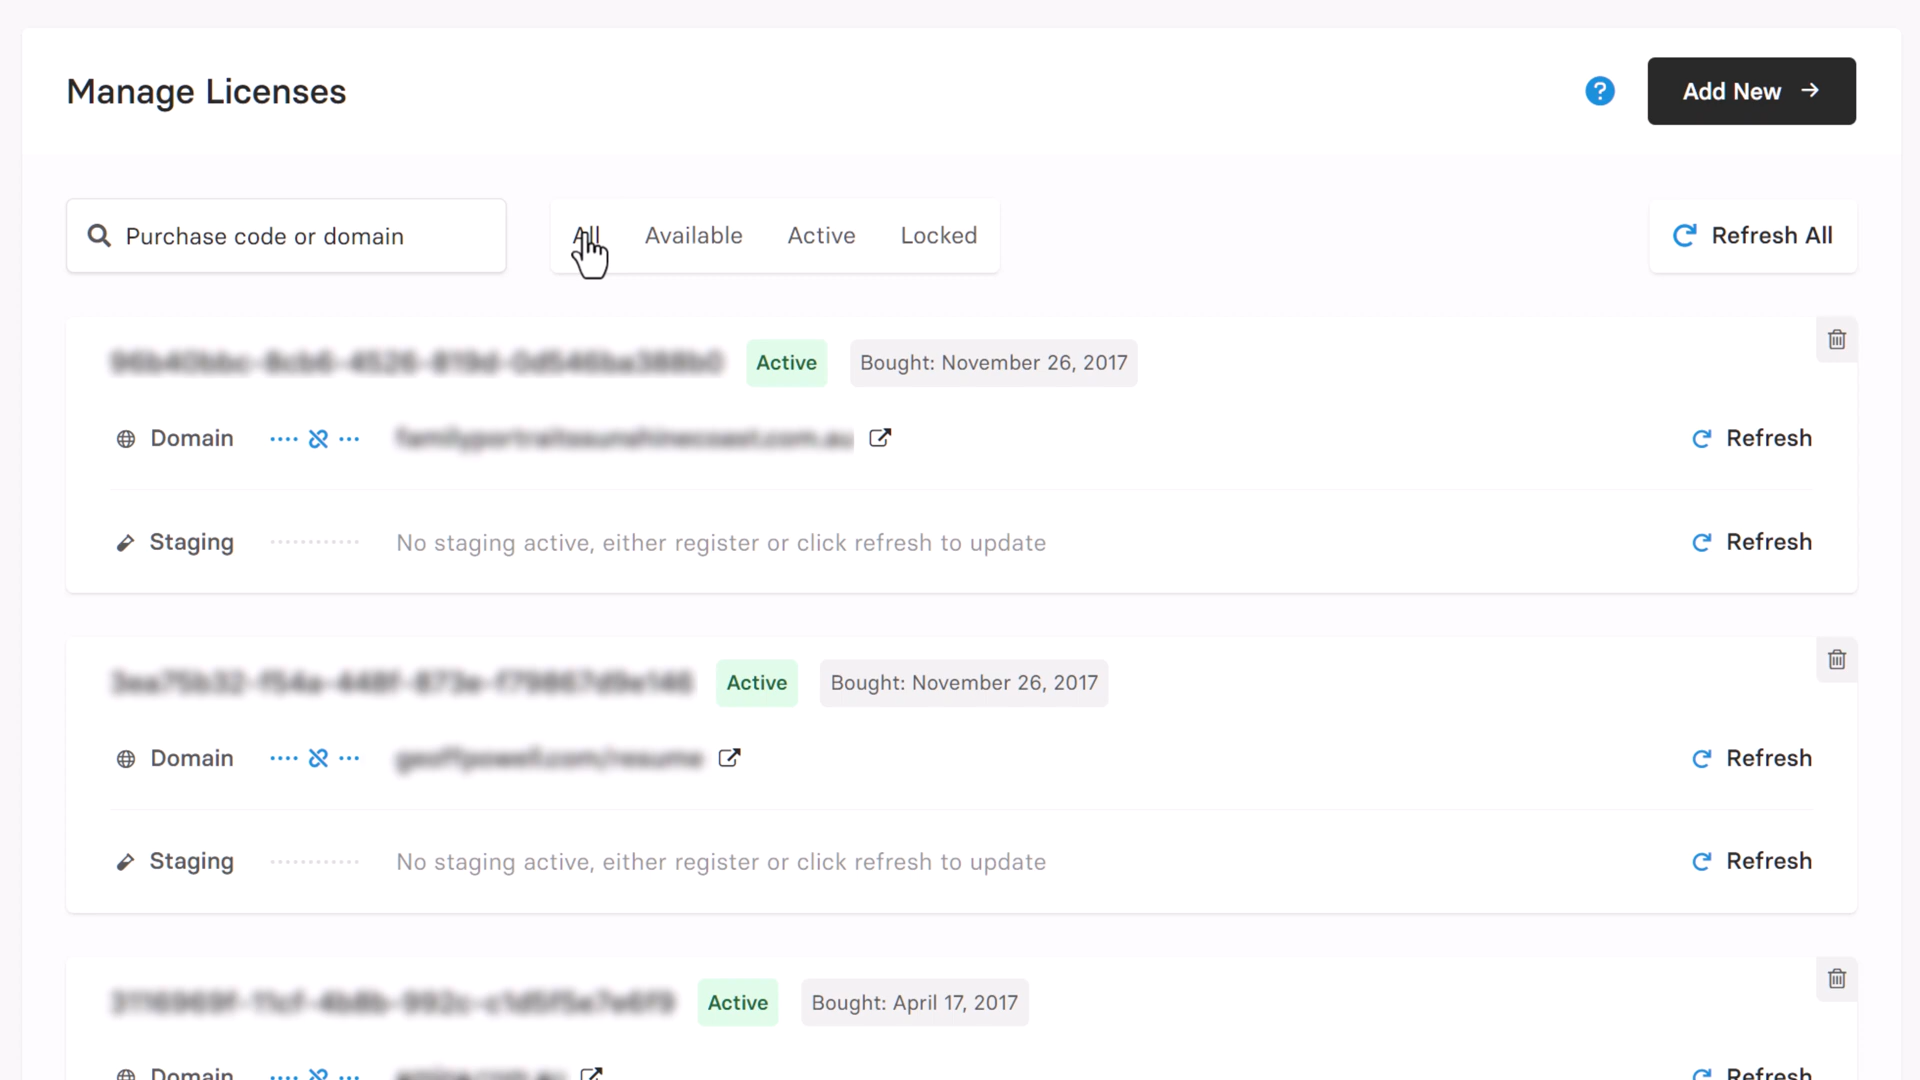 Manage Licenses
?
Add New →
Purchase code or domain
All Available Active Locked
Refresh All
Active Bought: November 26, 2017
Domain Refresh
Staging No staging active, either register or click refresh to update Refresh
Active Bought: November 26, 2017
Domain Refresh
Staging No staging active, either register or click refresh to update Refresh
Active Bought: April 17, 2017
Domain Refresh